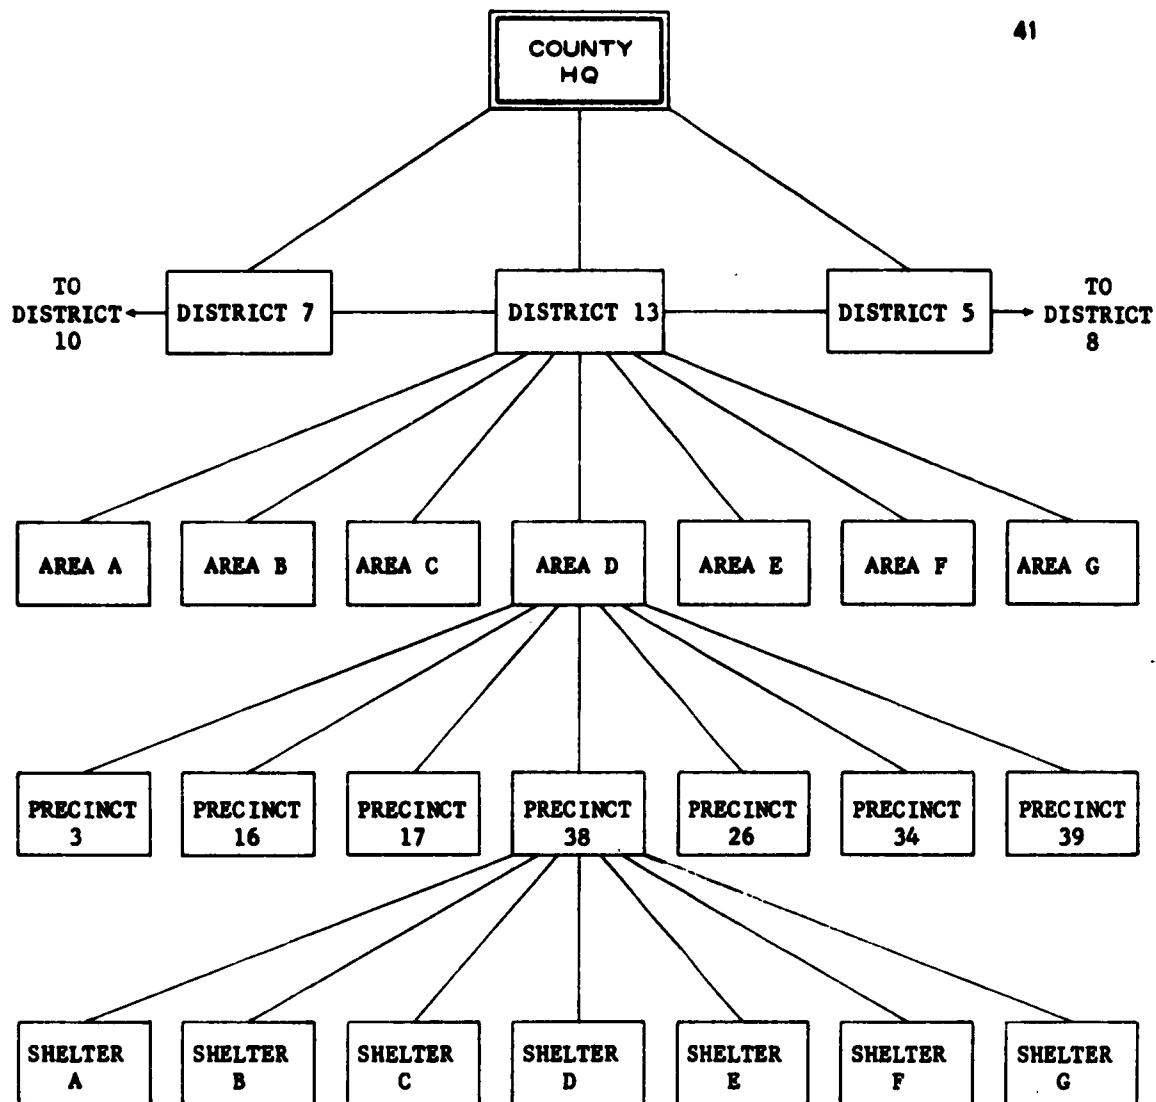 41
COUNTY
HQ
TO
DISTRICT
10
DISTRICT 7
DISTRICT 13
DISTRICT 5
TO
DISTRICT
8
AREA A
AREA B
AREA C
AREA D
AREA E
AREA F
AREA G
PRECINCT
3
PRECINCT
16
PRECINCT
17
PRECINCT
38
PRECINCT
26
PRECINCT
34
PRECINCT
39
SHELTER
A
SHELTER
B
SHELTER
C
SHELTER
D
SHELTER
E
SHELTER
F
SHELTER
G